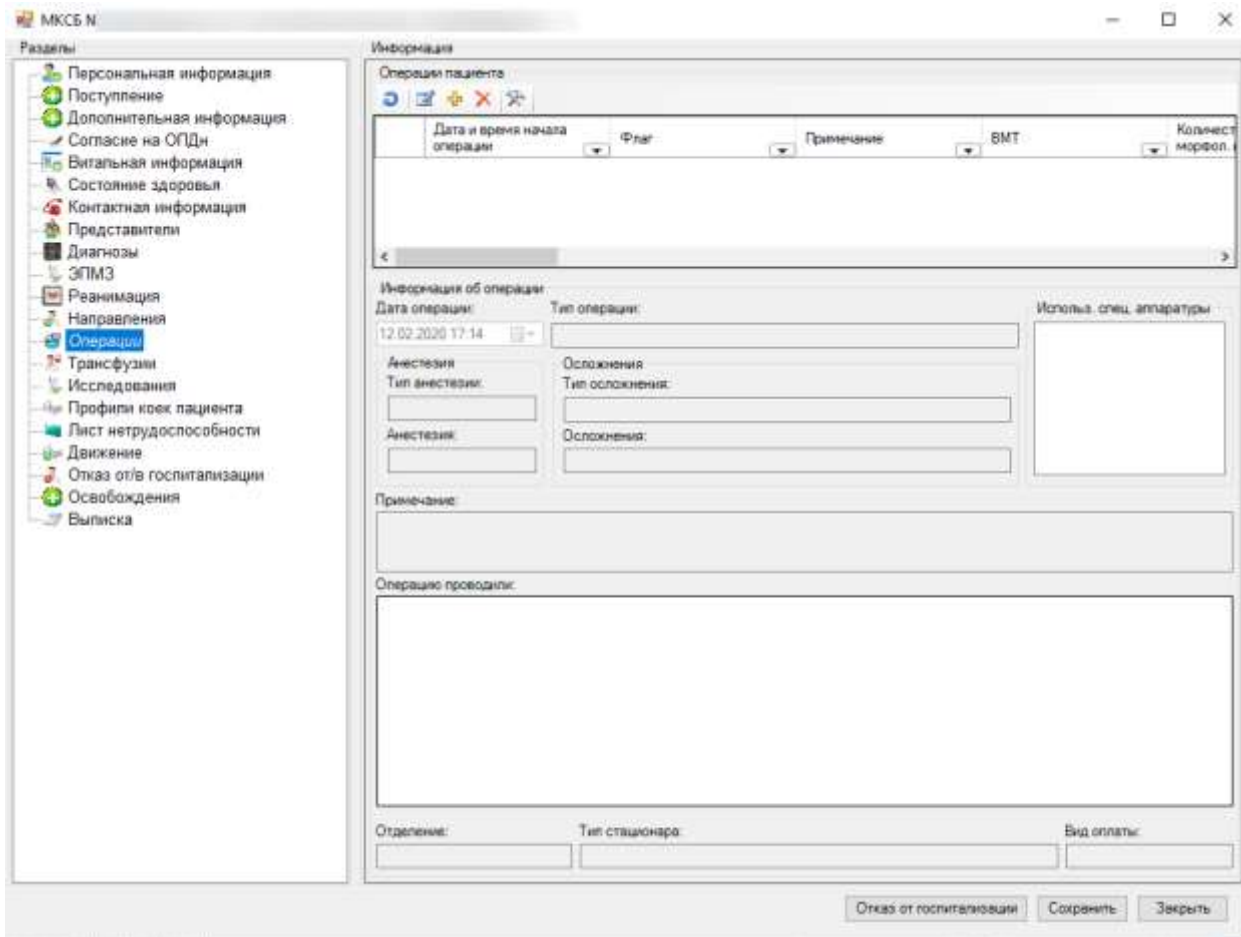 МКСБ N
Разделы
Персональная информация
Поступление
Дополнительная информация
Согласие на ОПДн
Витальная информация
Состояние здоровья
Контактная информация
Представители
Диагнозы
ЭПМЗ
Реанимация
Направления
Операции
Трансфузии
Исследования
Профили коек пациента
Лист нетрудоспособности
Движение
Отказ от/в госпитализации
Освобождения
Выписка
Информация
Операции пациента
Дата и время начала
операции
Флаг
Примечание
ВМТ
Количест
морфол.
Информация об операции
Дата операции:
Тип операции:
Использ. спец. аппаратуры
12.02.2020 17:14
Анестезия
Осложнения
Тип анестезии:
Тип осложнения:
Анестезия:
Осложнения:
Примечание:
Операцию проводили:
Отделение:
Тип стационара:
Вид оплаты:
Отказ от госпитализации
Сохранить
Закрыть